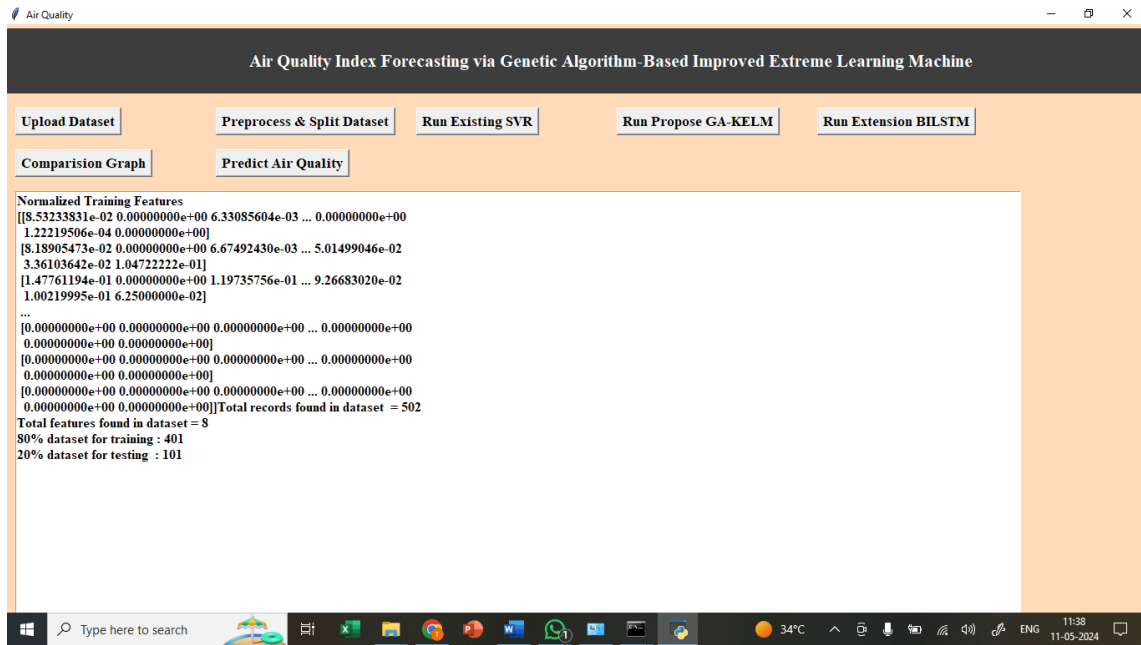 Air Quality
Air Quality Index Forecasting via Genetic Algorithm-Based Improved Extreme Learning Machine
Upload Dataset
Preprocess & Split Dataset
Run Existing SVR
Run Propose GA-KELM
Run Extension BILSTM
Comparision Graph
Predict Air Quality
Normalized Training Features
[[8.53233831e-02 0.00000000e+00 6.33085604e-03 ... 0.00000000e+00
1.22219506e-04 0.00000000e+00]
[8.18905473e-02 0.00000000e+00 6.67492430e-03 ... 5.01499046e-02
3.36103642e-02 1.04722222e-01]
[1.47761194e-01 0.00000000e+00 1.19735756e-01 ... 9.26683020e-02
1.00219995e-01 6.25000000e-02]
...
[0.00000000e+00 0.00000000e+00 0.00000000e+00 ... 0.00000000e+00
0.00000000e+00 0.00000000e+00]
[0.00000000e+00 0.00000000e+00 0.00000000e+00 ... 0.00000000e+00
0.00000000e+00 0.00000000e+00]
[0.00000000e+00 0.00000000e+00 0.00000000e+00 ... 0.00000000e+00
0.00000000e+00 0.00000000e+00]]Total records found in dataset = 502
Total features found in dataset = 8
80% dataset for training : 401
20% dataset for testing : 101
Type here to search
34°C
ENG
11:38
11-05-2024